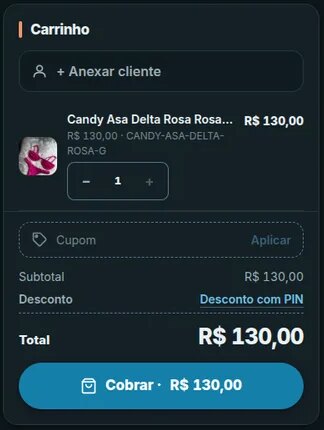 Carrinho
+ Anexar cliente
Candy Asa Delta Rosa Rosa... R$ 130,00
R$ 130,00 · CANDY-ASA-DELTA-
ROSA-G
− 1 +
Cupom Aplicar
Subtotal R$ 130,00
Desconto Desconto com PIN
Total R$ 130,00
Cobrar · R$ 130,00